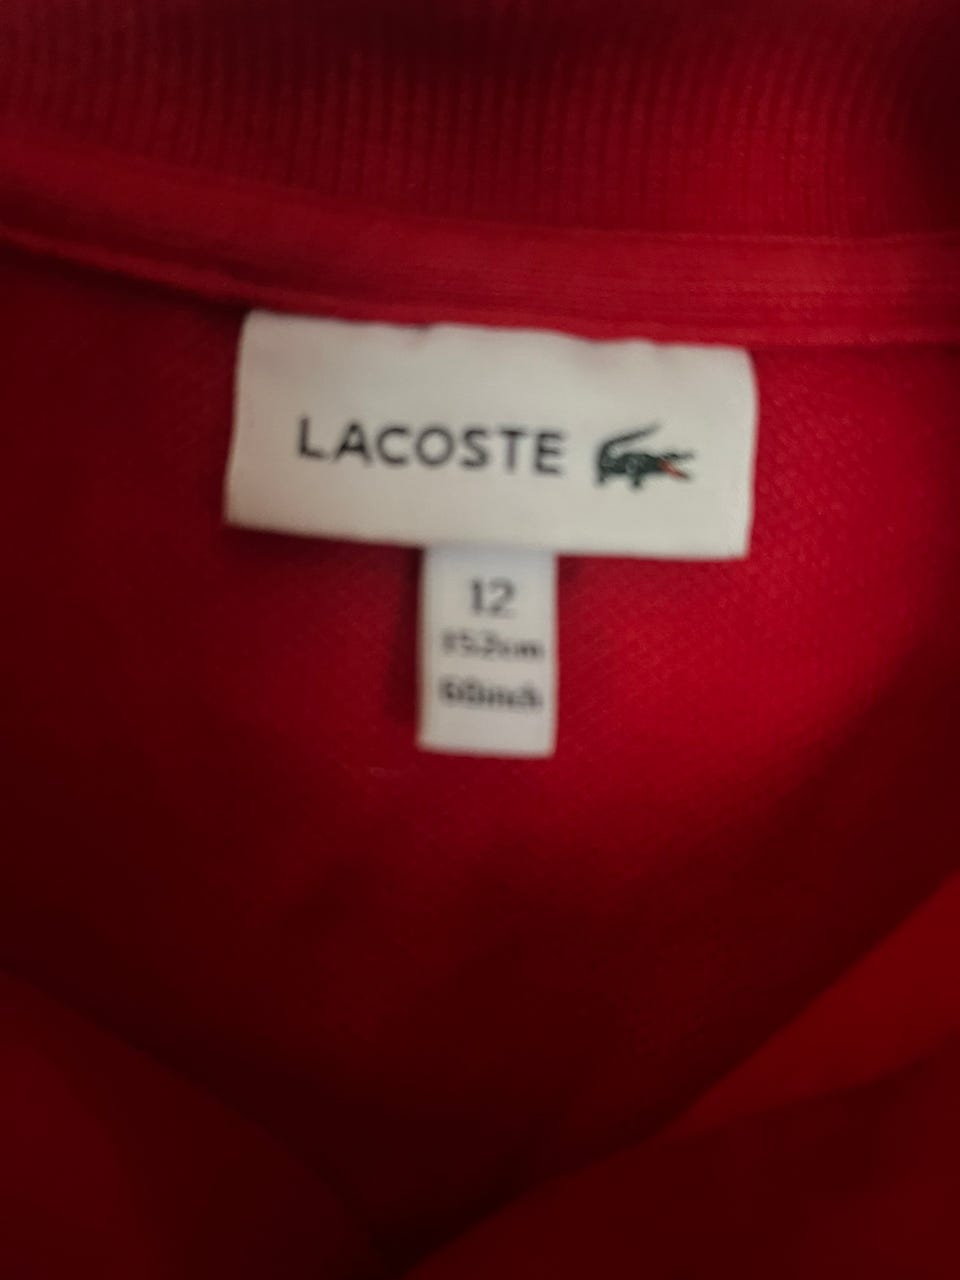 LACOSTE
12
152cm
60inch